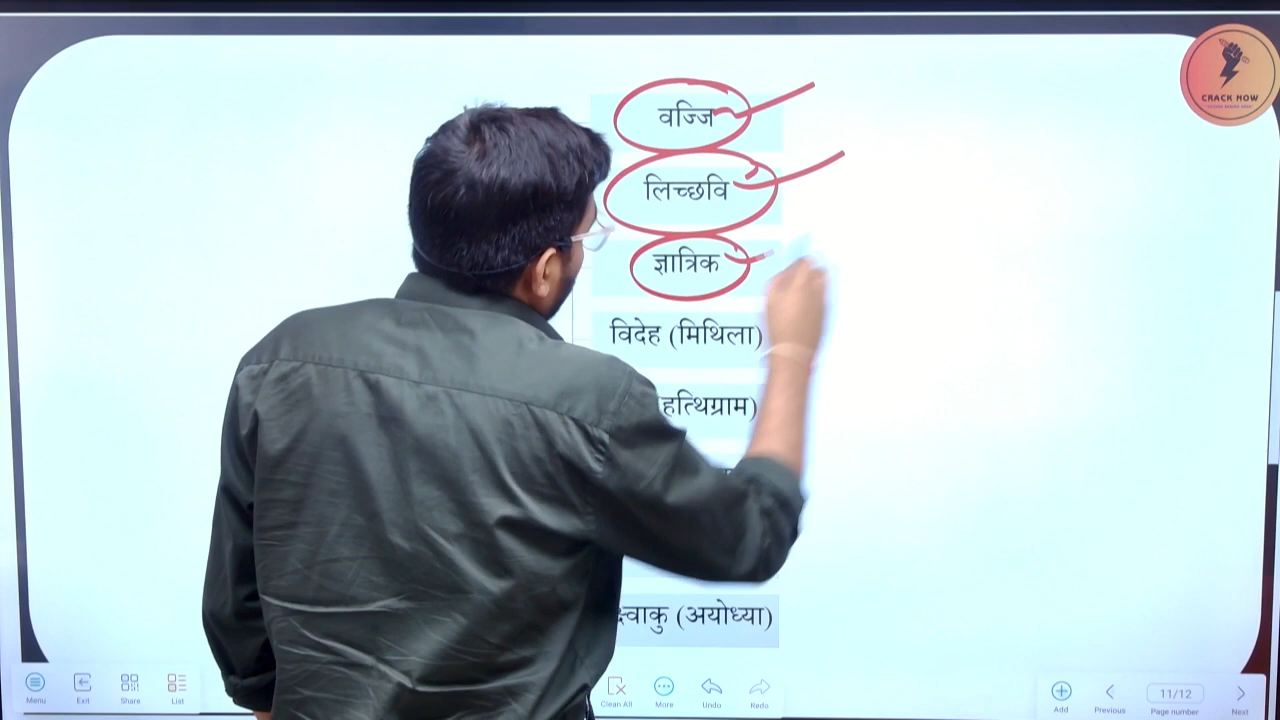 वज्जि
CRACK NOW
लिच्छवि
ज्ञात्रिक
विदेह (मिथिला)
(हत्थिग्राम)
(अयोध्या)
Menu
Exit
Share
List
Clean All
More
Undo
Redo
Add
Previous
11/12
Page number
Next